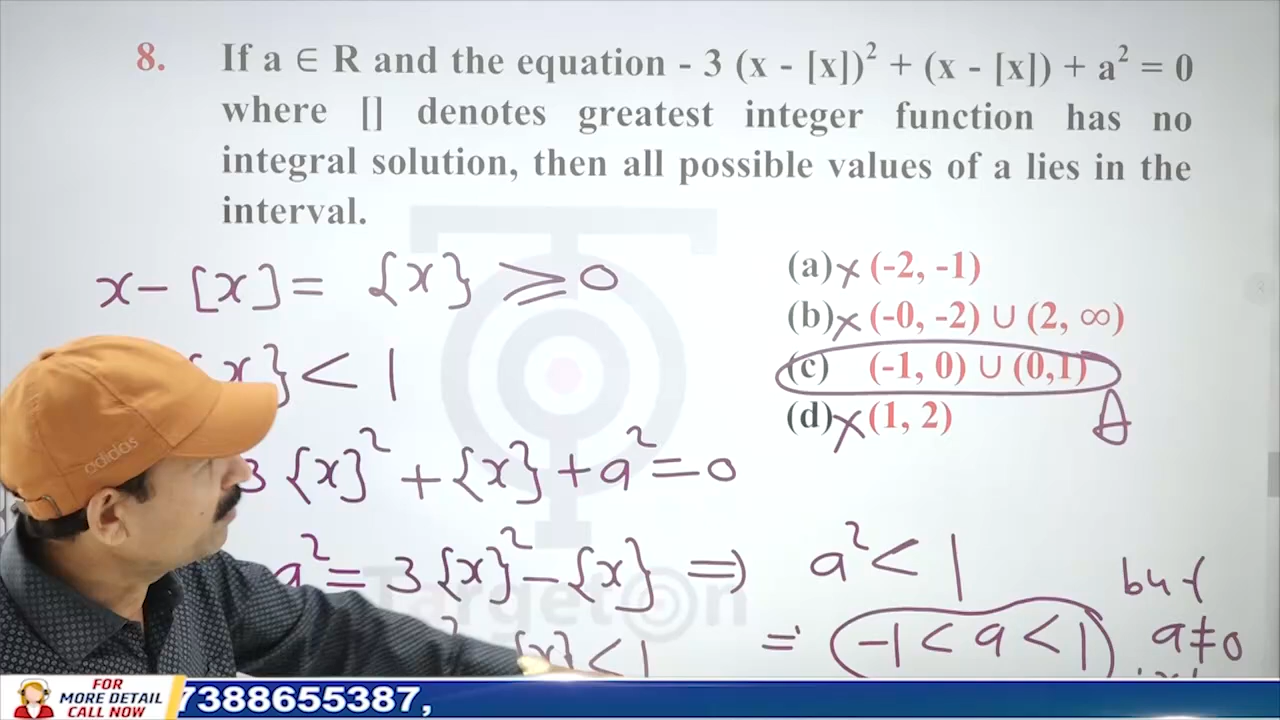 8. If a ∈ R and the equation - 3 (x - [x])² + (x - [x]) + a² = 0
where [] denotes greatest integer function has no
integral solution, then all possible values of a lies in the
interval.
x - [x] = {x} ≥ 0
(a) × (-2, -1)
(b) × (-0, -2) ∪ (2, ∞)
x} < 1
(c) (-1, 0) ∪ (0,1)
(d) × (1, 2)
3 {x}² + {x} + a² = 0
a² = 3 {x}² - {x} ⇒ a² < 1
but
{x} < 1
⇒ -1 < a < 1
a ≠ 0
TargetOn
adidas
FOR
MORE DETAIL
CALL NOW
7388655387,